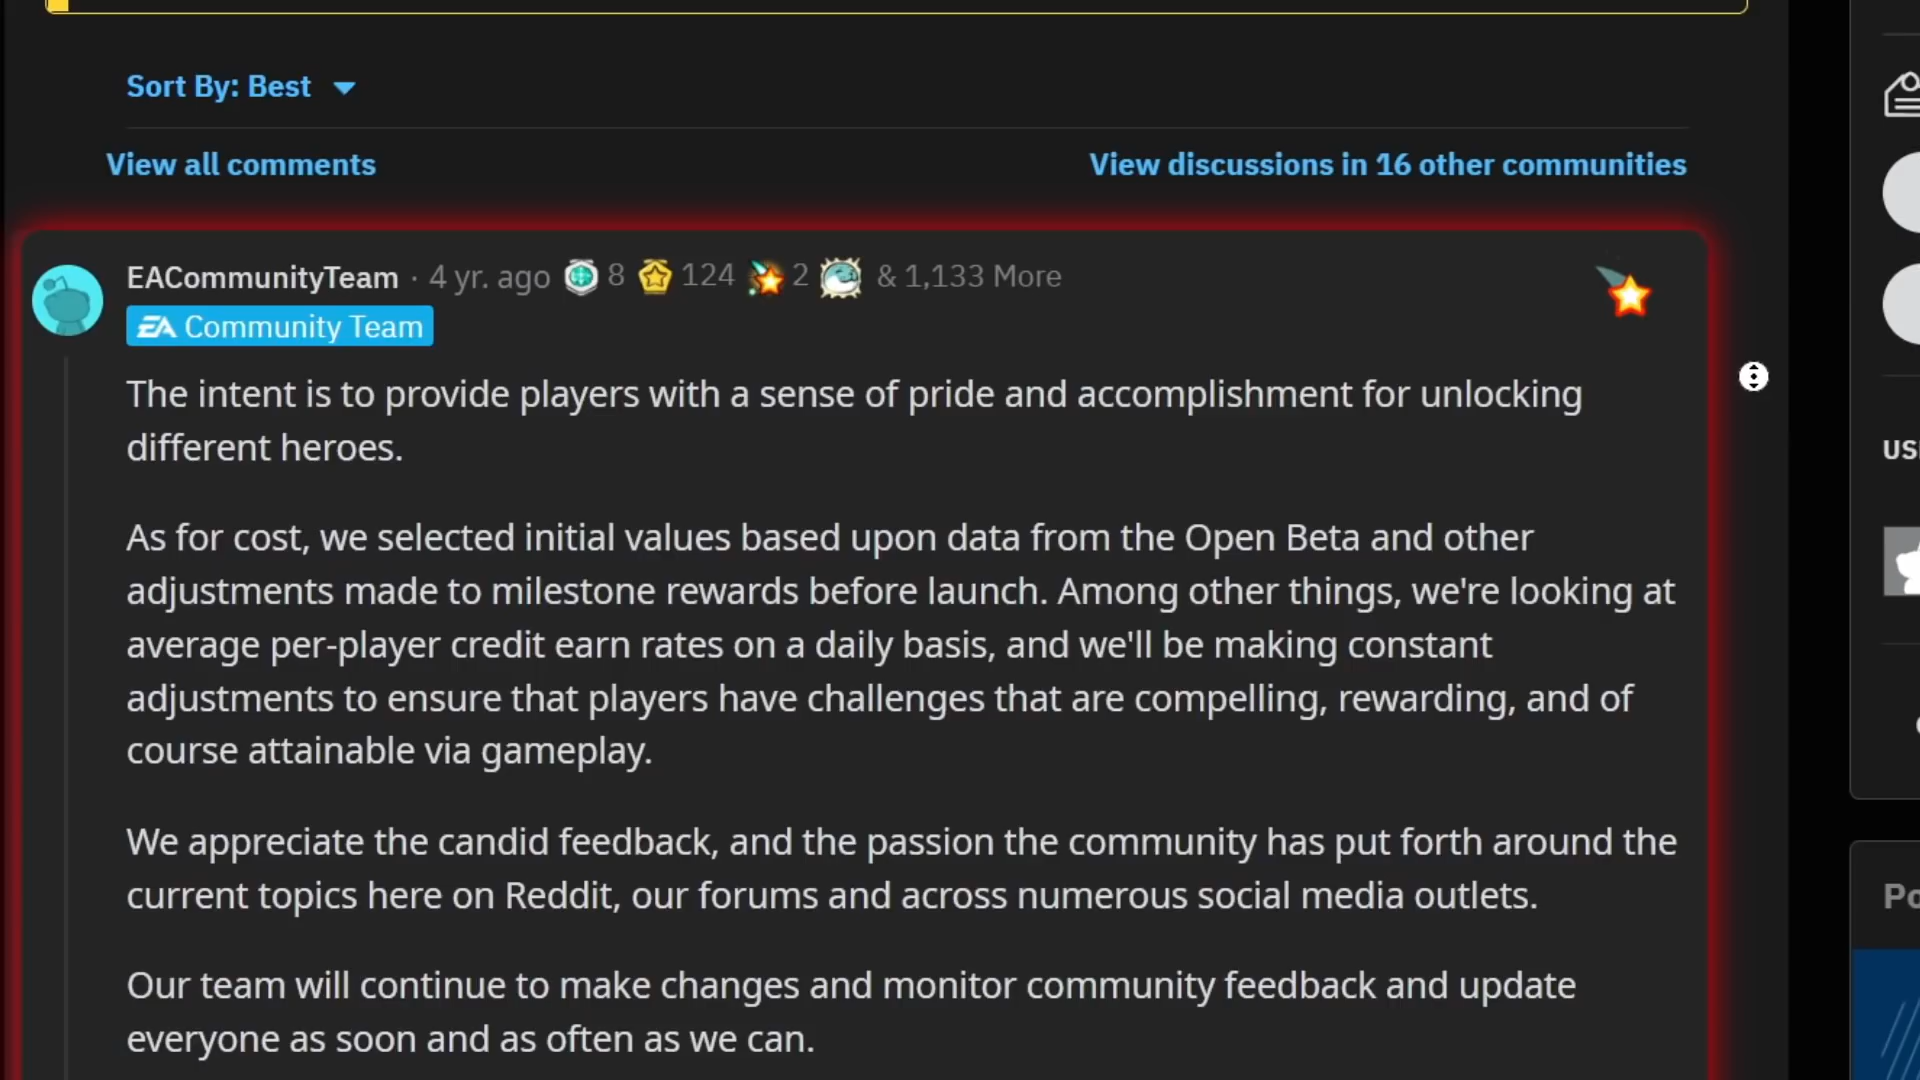 Sort By: Best
View all comments
View discussions in 16 other communities
EACommunityTeam · 4 yr. ago 8 124 2 & 1,133 More
EA Community Team
The intent is to provide players with a sense of pride and accomplishment for unlocking
different heroes.
As for cost, we selected initial values based upon data from the Open Beta and other
adjustments made to milestone rewards before launch. Among other things, we're looking at
average per-player credit earn rates on a daily basis, and we'll be making constant
adjustments to ensure that players have challenges that are compelling, rewarding, and of
course attainable via gameplay.
We appreciate the candid feedback, and the passion the community has put forth around the
current topics here on Reddit, our forums and across numerous social media outlets.
Our team will continue to make changes and monitor community feedback and update
everyone as soon and as often as we can.